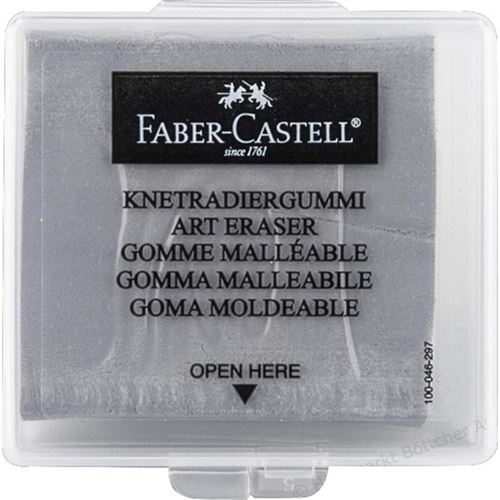 FABER-CASTELL®
since 1761
KNETRADIERGUMMI
ART ERASER
GOMME MALLÉABLE
GOMMA MALLEABILE
GOMA MOLDEABLE
OPEN HERE
100-046-297